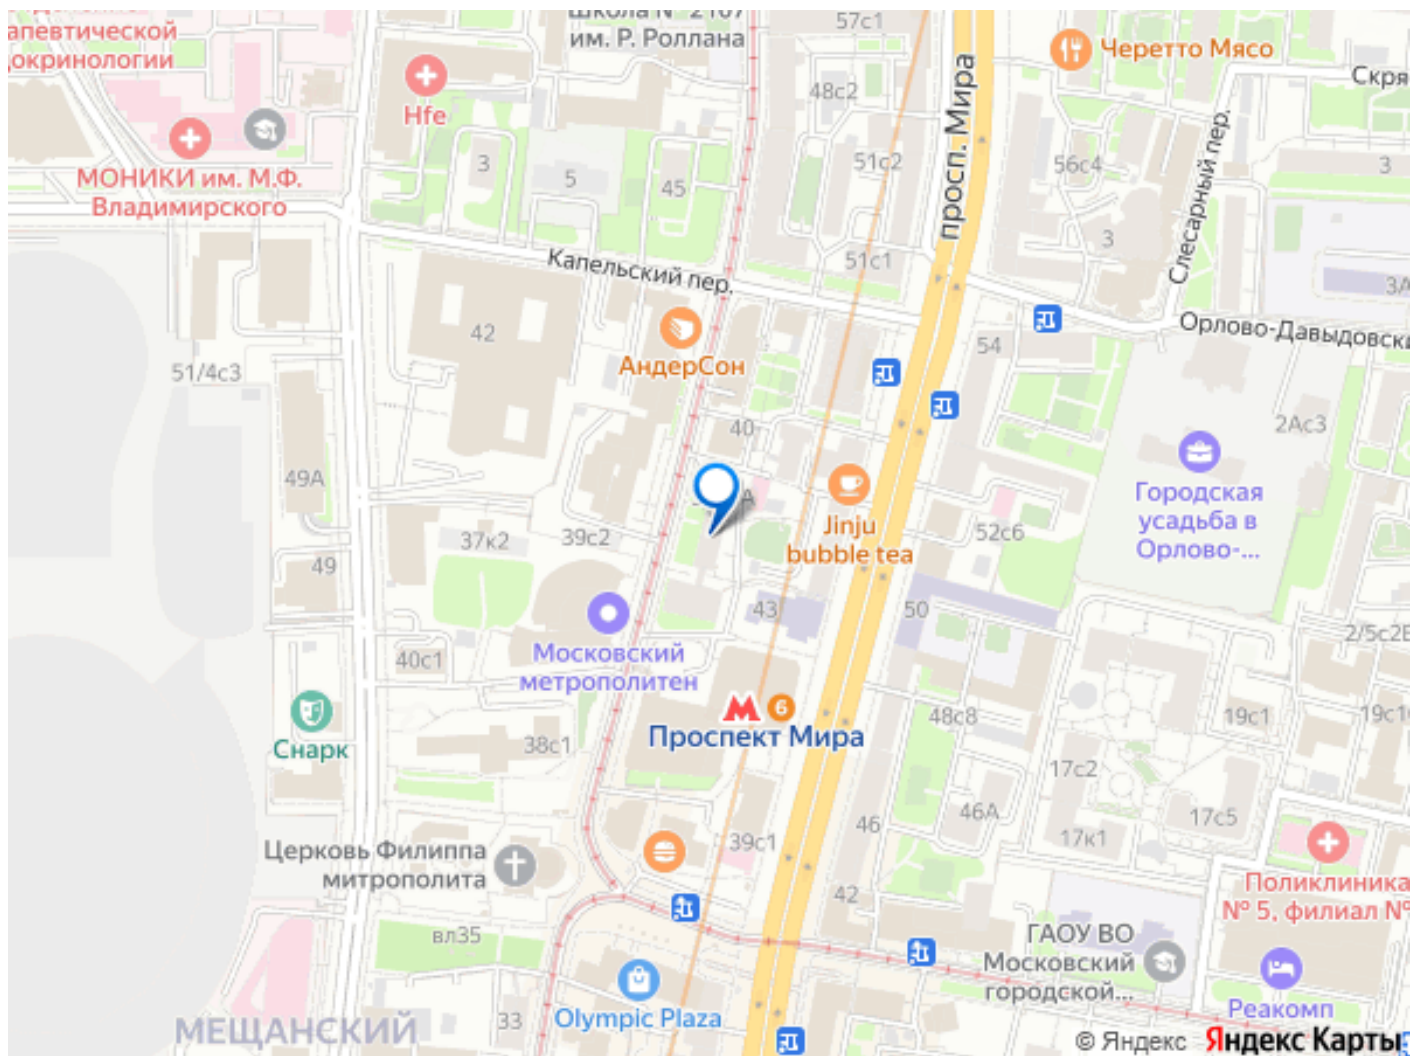 апевтической
окринологии
им. Р. Роллана
57с1
Черетто Мясо
Скря
Hfe
48с2
просп. Мира
МОНИКИ им. М.Ф.
Владимирского
3
5
45
51с2
56с4
Слесарный пер.
3
3
Капельский пер.
51с1
3А
42
АндерСон
54
Орлово-Давыдовски
51/4с3
40
2Ас3
49А
А
Jinju
bubble tea
52с6
Городская
усадьба в
Орлово-...
37к2
39с2
49
43
50
2/5с2В
Московский
метрополитен
40с1
6
Проспект Мира
48с8
19с1
19с1
Снарк
38с1
17с2
46А
17с5
17к1
39с1
46
Церковь Филиппа
митрополита
42
Поликлиника
№ 5, филиал №
вл35
ГАОУ ВО
Московский
городской...
33
Olympic Plaza
Реакомп
МЕЩАНСКИЙ
© Яндекс Яндекс Карты